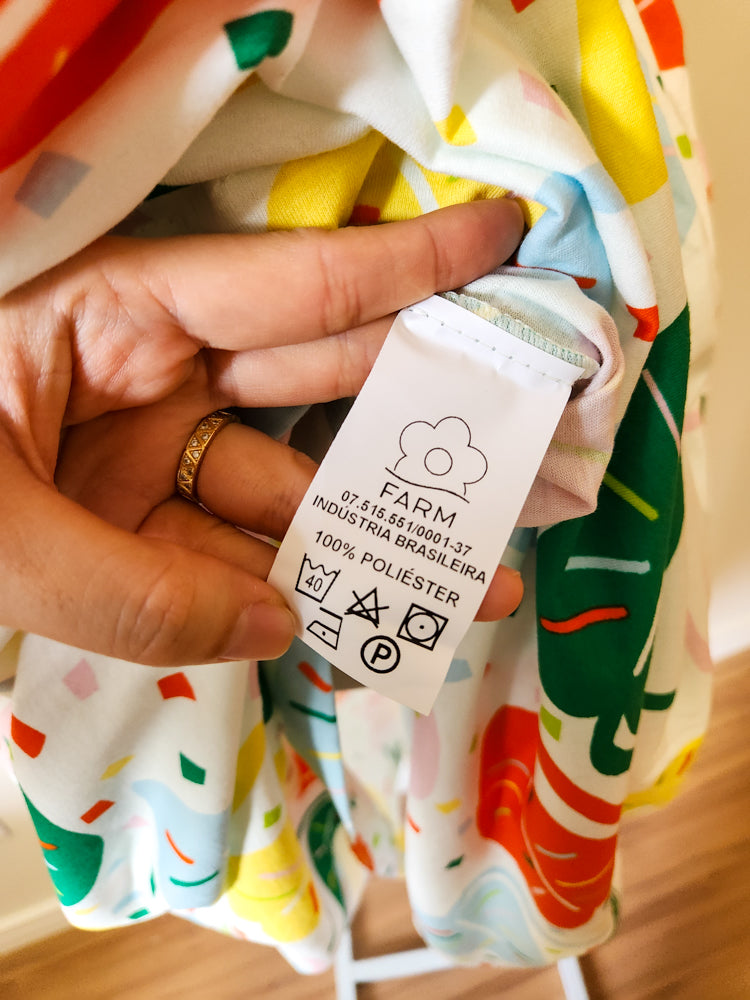 FARM
07.515.551/0001-37
INDÚSTRIA BRASILEIRA
100% POLIÉSTER
40
P